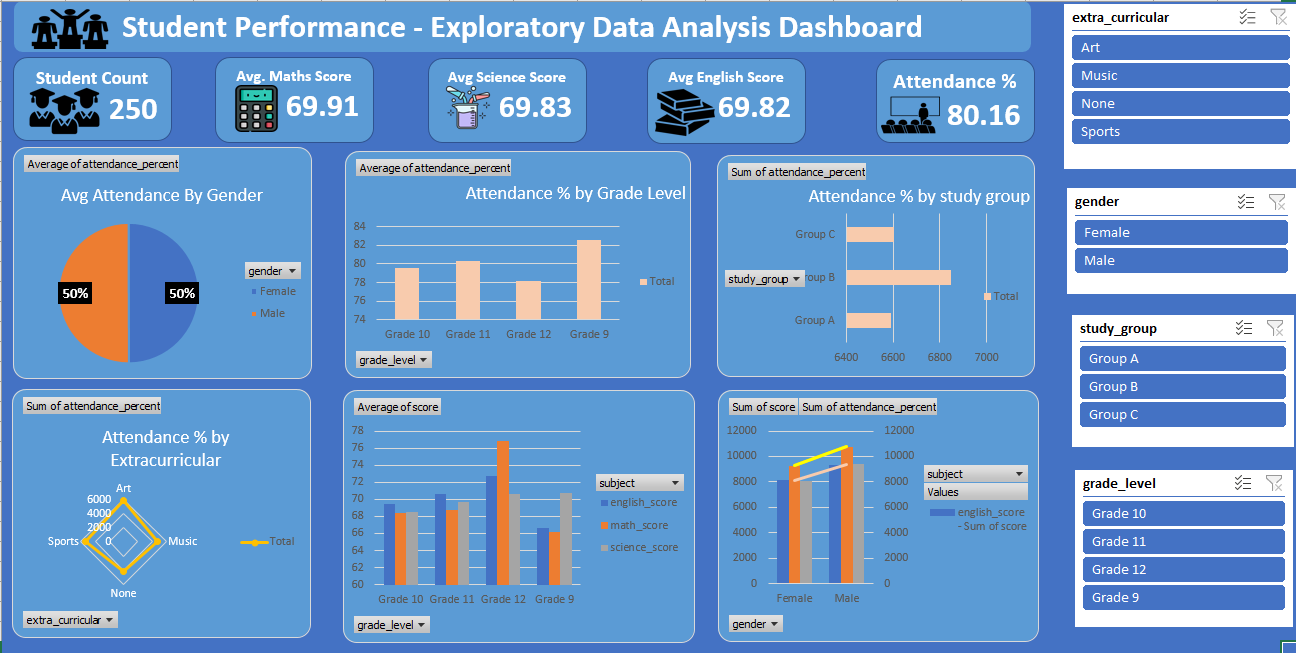 Student Performance - Exploratory Data Analysis Dashboard
Student Count
250
Avg. Maths Score
69.91
Avg Science Score
69.83
Avg English Score
69.82
Attendance %
80.16
Average of attendance_percent
Avg Attendance By Gender
50%
50%
gender
Female
Male
Average of attendance_percent
Attendance % by Grade Level
84
82
80
78
76
74
Grade 10 Grade 11 Grade 12 Grade 9
Total
grade_level
Sum of attendance_percent
Attendance % by study group
Group C
study_group
oup B
Group A
6400 6600 6800 7000
Total
Sum of attendance_percent
Attendance % by
Extracurricular
Art
6000
4000
2000
0
Sports
Music
None
Total
extra_curricular
Average of score
78
76
74
72
70
68
66
64
62
60
Grade 10 Grade 11 Grade 12 Grade 9
subject
english_score
math_score
science_score
grade_level
Sum of score Sum of attendance_percent
12000 12000
10000 10000
8000 8000
6000 6000
4000 4000
2000 2000
0 0
Female Male
subject
Values
english_score
- Sum of score
gender
extra_curricular
Art
Music
None
Sports
gender
Female
Male
study_group
Group A
Group B
Group C
grade_level
Grade 10
Grade 11
Grade 12
Grade 9